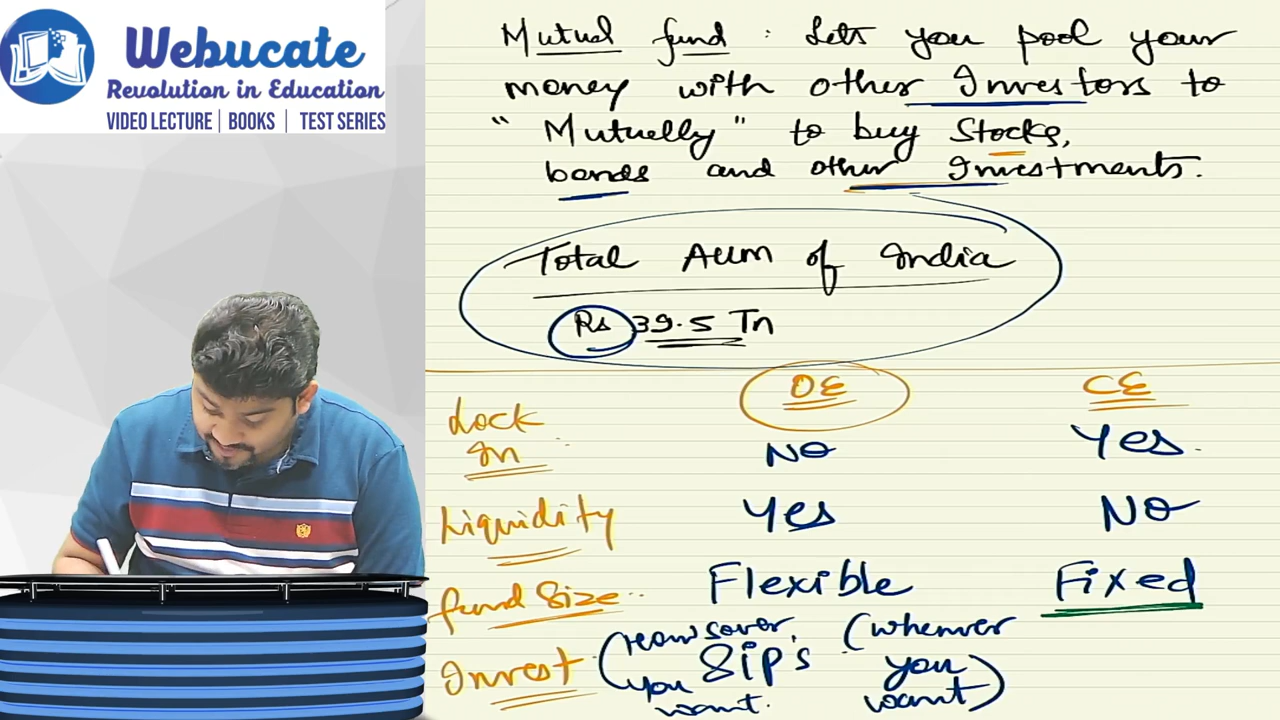 Webucate
Revolution in Education
VIDEO LECTURE | BOOKS | TEST SERIES
Mutual fund : Lets you pool your
money with other Investors to
"Mutuelly" to buy Stocks,
bonds and other Investments.
Total AUM of India
Rs 39.5 Tn
OE CE
Lock
In NO Yes.
Liquidity Yes NO
fund Size Flexible Fixed
Invest
SIP's
you want.
(whenever
you
want)